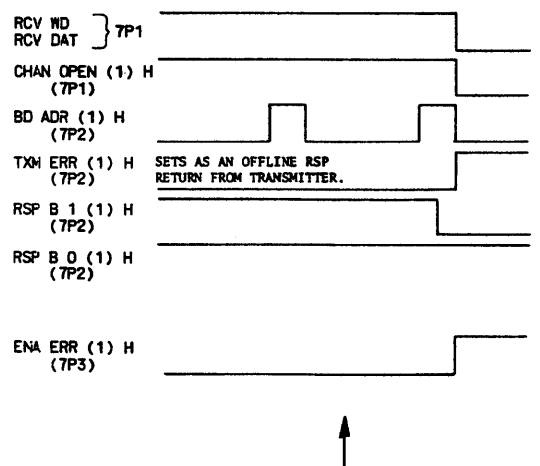 RCV WD
RCV DAT } 7P1
CHAN OPEN (1) H
(7P1)
BD ADR (1) H
(7P2)
TXM ERR (1) H SETS AS AN OFFLINE RSP
(7P2) RETURN FROM TRANSMITTER.
RSP B 1 (1) H
(7P2)
RSP B 0 (1) H
(7P2)
ENA ERR (1) H
(7P3)